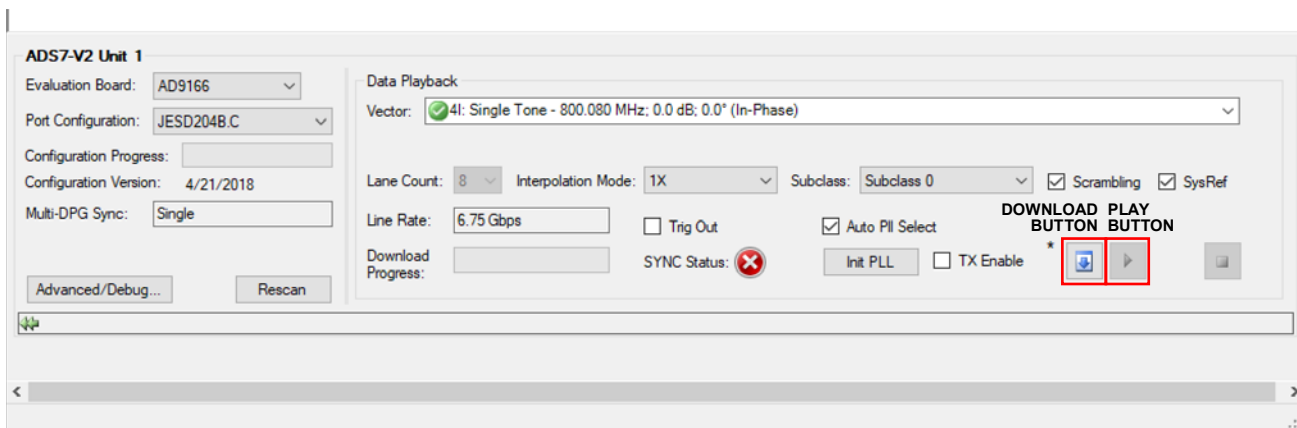 ADS7-V2 Unit 1
Evaluation Board: AD9166
Port Configuration: JESD204B.C
Configuration Progress:
Configuration Version: 4/21/2018
Multi-DPG Sync: Single
Advanced/Debug... Rescan
Data Playback
Vector: 4I: Single Tone - 800.080 MHz; 0.0 dB; 0.0° (In-Phase)
Lane Count: 8 Interpolation Mode: 1X Subclass: Subclass 0 Scrambling SysRef
Line Rate: 6.75 Gbps Trig Out Auto Pll Select
DOWNLOAD BUTTON
PLAY BUTTON
Download Progress:
SYNC Status: Init PLL TX Enable *